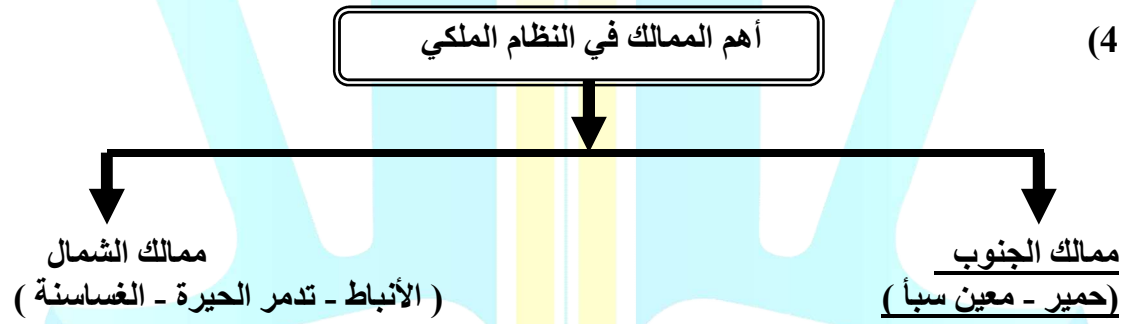 4)
أهم الممالك في النظام الملكي
ممالك الجنوب
(حمير - معين سبأ )
ممالك الشمال
( الأنباط - تدمر الحيرة - الغساسنة )